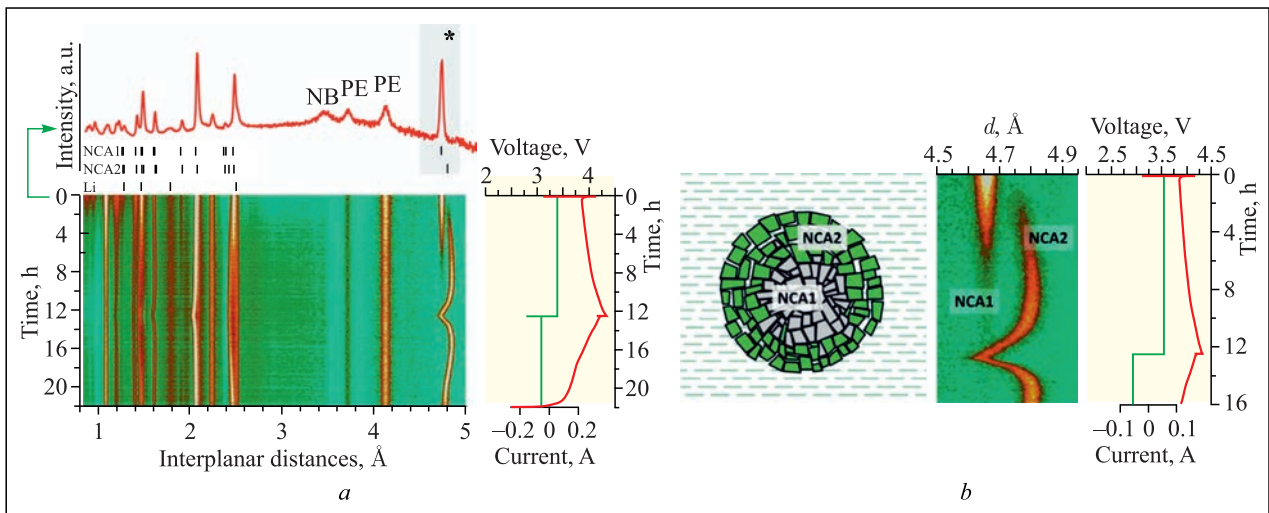 Intensity, a.u.
*
NB PE PE
NCA1
NCA2
Li
0
4
8
12
16
20
Time, h
1 2 3 4 5
Interplanar distances, Å
Voltage, V
2 3 4
0
4
8
12
16
20
Time, h
–0.2 0 0.2
Current, A
a
NCA2
NCA1
d, Å
4.5 4.7 4.9
NCA2
NCA1
Voltage, V
2.5 3.5 4.5
0
4
8
12
16
Time, h
–0.1 0 0.1
Current, A
b